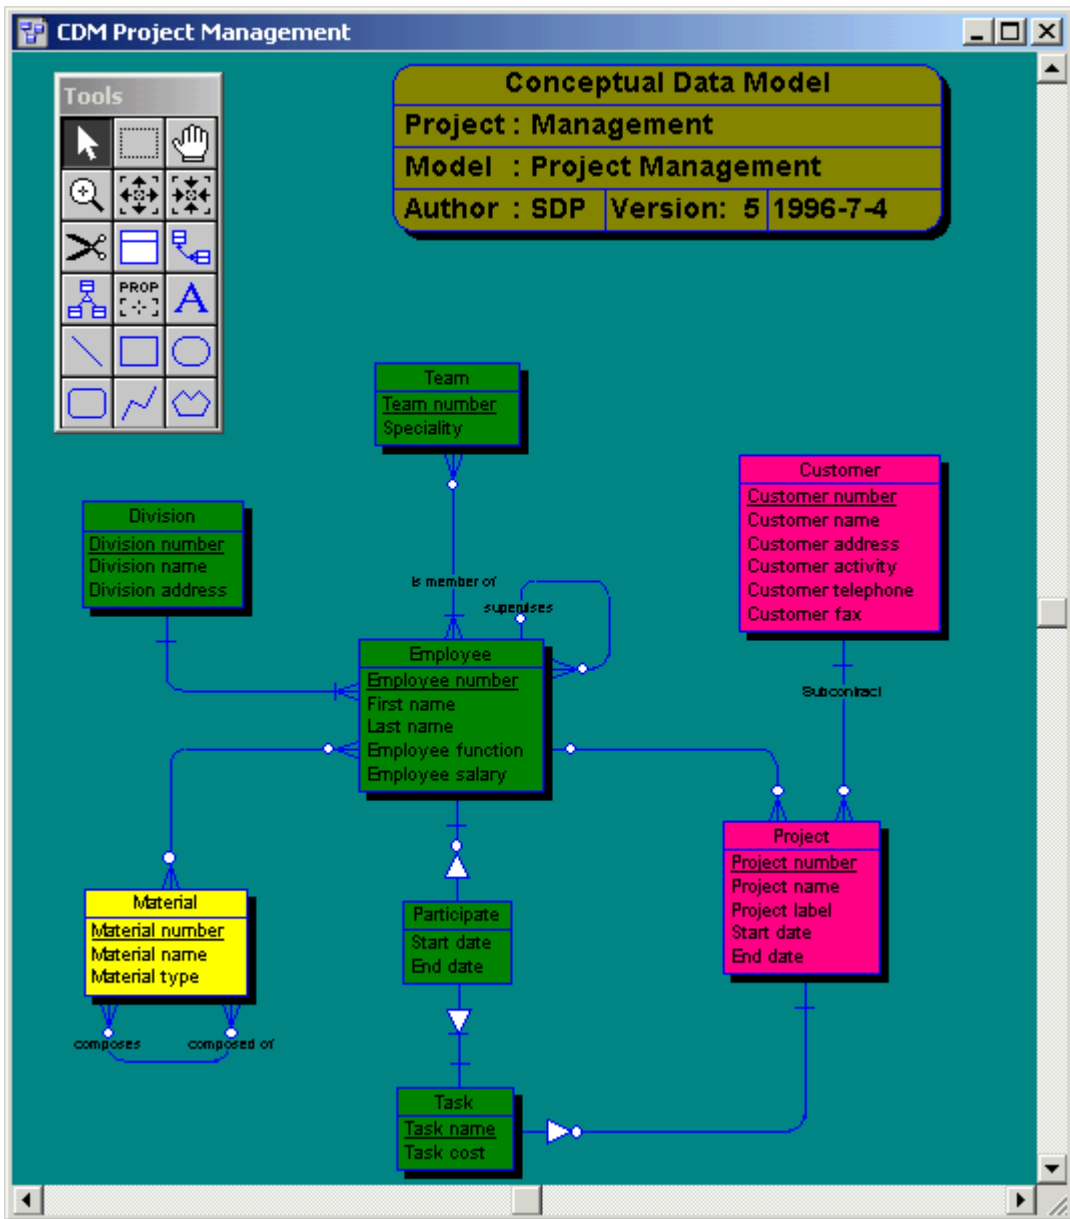 CDM Project Management
Tools
PROP
A
Conceptual Data Model
Project : Management
Model : Project Management
Author : SDP Version: 5 1996-7-4
Team
Team number
Speciality
Customer
Customer number
Customer name
Customer address
Customer activity
Customer telephone
Customer fax
Division
Division number
Division name
Division address
is member of
supervises
Employee
Employee number
First name
Last name
Employee function
Employee salary
Subcontract
Project
Project number
Project name
Project label
Start date
End date
Material
Material number
Material name
Material type
composes composed of
Participate
Start date
End date
Task
Task name
Task cost